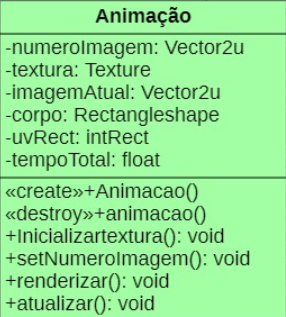 Animação
-numeroImagem: Vector2u
-textura: Texture
-imagemAtual: Vector2u
-corpo: Rectangleshape
-uvRect: intRect
-tempoTotal: float
«create»+Animacao()
«destroy»+animacao()
+Inicializartextura(): void
+setNumeroImagem(): void
+renderizar(): void
+atualizar(): void